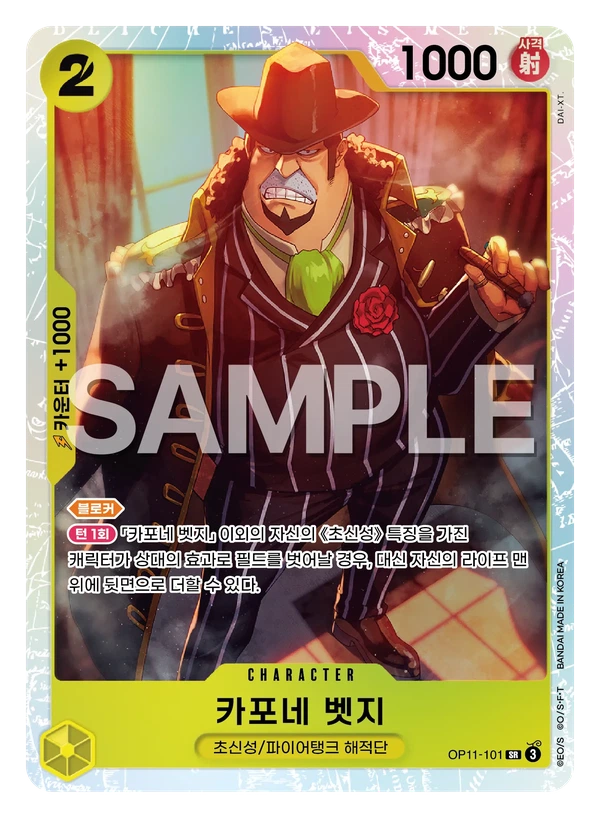 2
1000
사격
射
DAI-XT.
카운터 +1000
SAMPLE
블로커
턴 1회 「카포네 벳지」 이외의 자신의 《초신성》 특징을 가진
캐릭터가 상대의 효과로 필드를 벗어날 경우, 대신 자신의 라이프 맨
위에 뒷면으로 더할 수 있다.
CHARACTER
카포네 벳지
초신성/파이어탱크 해적단
OP11-101 SR 3
©E.O/S ©O/S·F·T BANDAI MADE IN KOREA